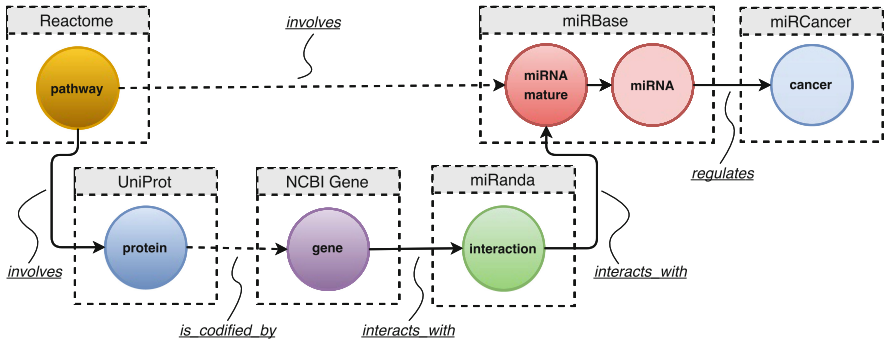 Reactome
involves
miRBase
miRCancer
pathway
miRNA
mature
miRNA
cancer
regulates
UniProt
NCBI Gene
miRanda
protein
gene
interaction
involves
interacts_with
is_codified_by
interacts_with